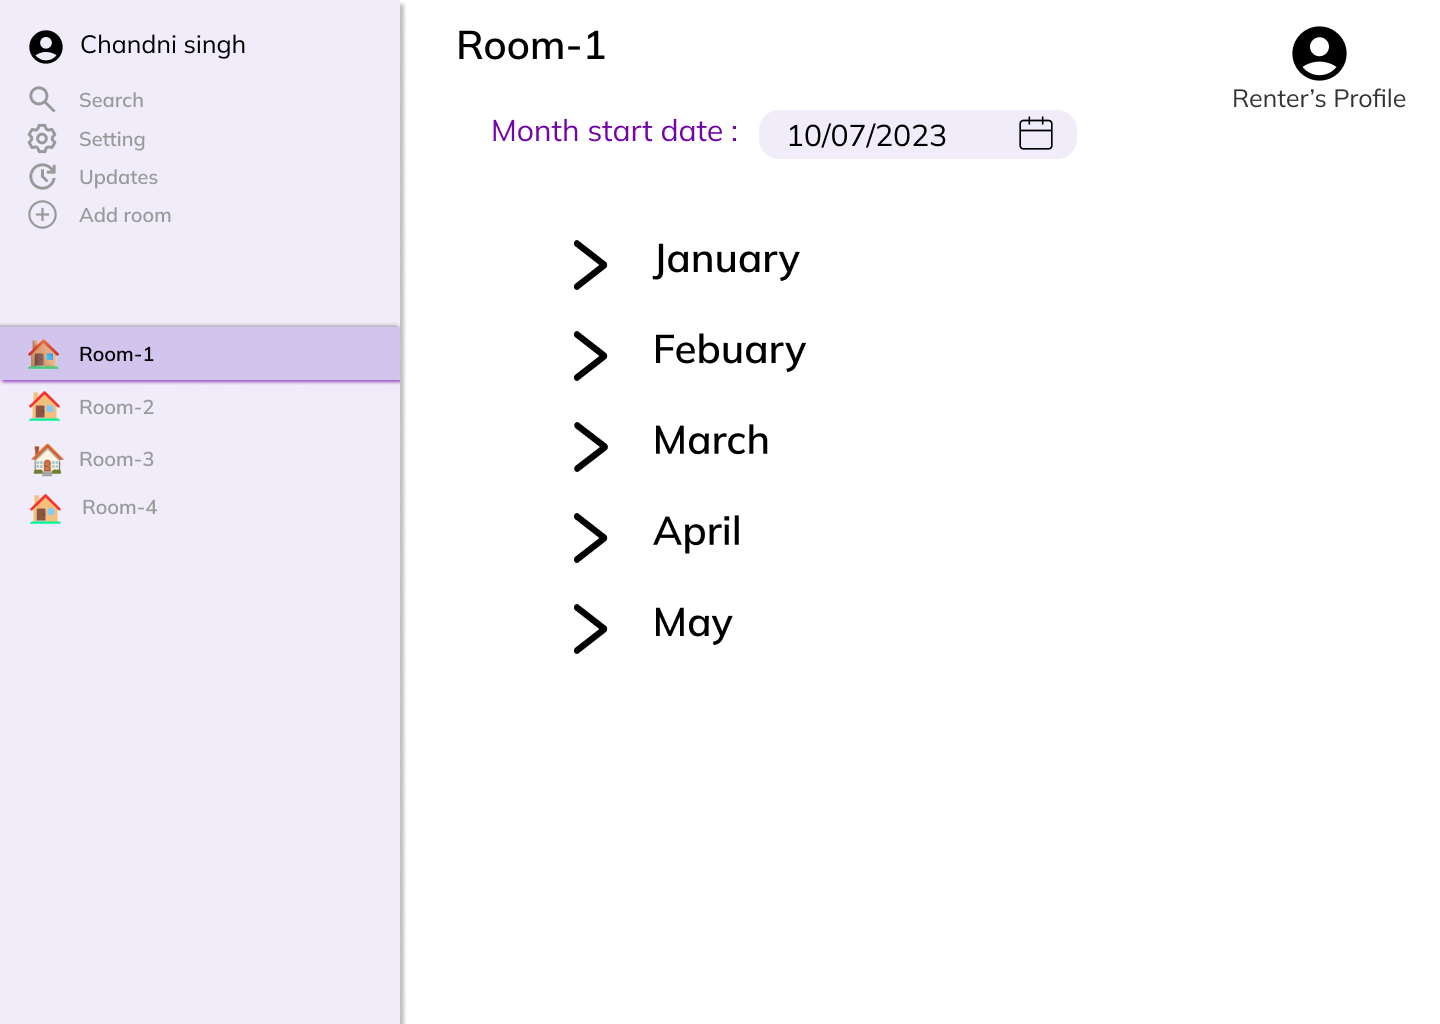 Chandni singh
Search
Setting
Updates
Add room
Room-1
Room-2
Room-3
Room-4
Room-1
Renter’s Profile
Month start date :
10/07/2023
January
Febuary
March
April
May